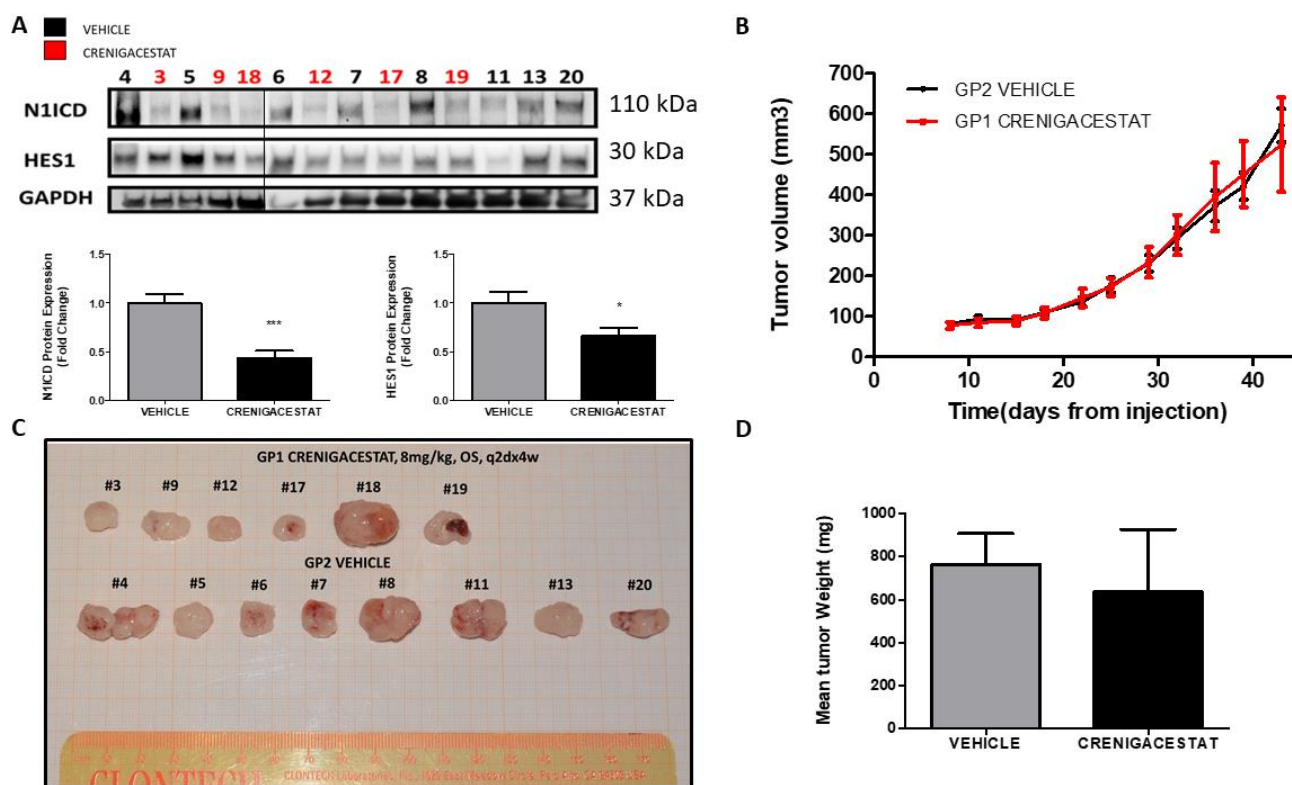 A
VEHICLE
CRENIGACESTAT
4 3 5 9 18 6 12 7 17 8 19 11 13 20
N1ICD 110 kDa
HES1 30 kDa
GAPDH 37 kDa
N1ICD Protein Expression
(Fold Change)
1.5
1.0
0.5
0.0
***
VEHICLE CRENIGACESTAT
HES1 Protein Expression
(Fold Change)
1.5
1.0
0.5
0.0
*
VEHICLE CRENIGACESTAT
B
GP2 VEHICLE
GP1 CRENIGACESTAT
Tumor volume (mm3)
700
600
500
400
300
200
100
0
0 10 20 30 40
Time(days from injection)
C
GP1 CRENIGACESTAT, 8mg/kg, OS, q2dx4w
#3 #9 #12 #17 #18 #19
GP2 VEHICLE
#4 #5 #6 #7 #8 #11 #13 #20
CLONTECH
CLONTECH Laboratories, Inc.
D
Mean tumor Weight (mg)
1000
800
600
400
200
0
VEHICLE CRENIGACESTAT